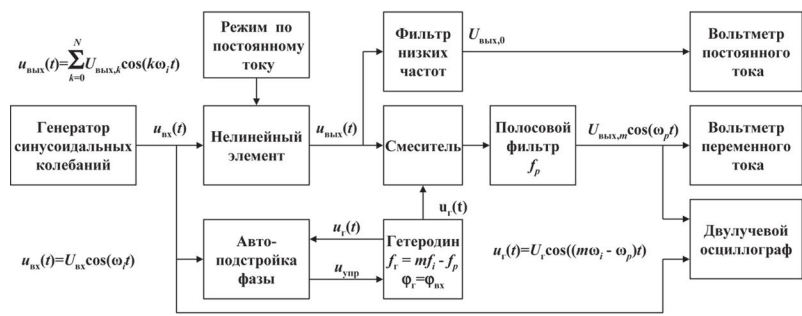 u_вых(t)=∑_{k=0}^{N} U_вых,k cos(kω_i t)
Режим по
постоянному
току
Фильтр
низких
частот
U_вых,0
Вольтметр
постоянного
тока
Генератор
синусоидальных
колебаний
u_вх(t)
Нелинейный
элемент
u_вых(t)
Смеситель
Полосовой
фильтр
f_p
U_вых,m cos(ω_p t)
Вольтметр
переменного
тока
u_г(t)
u_вх(t)=U_вх cos(ω_i t)
Авто-
подстройка
фазы
u_г(t)
u_упр
Гетеродин
f_г = mf_i - f_p
φ_г=φ_вх
u_г(t)=U_г cos((mω_i - ω_p)t)
Двулучевой
осциллограф